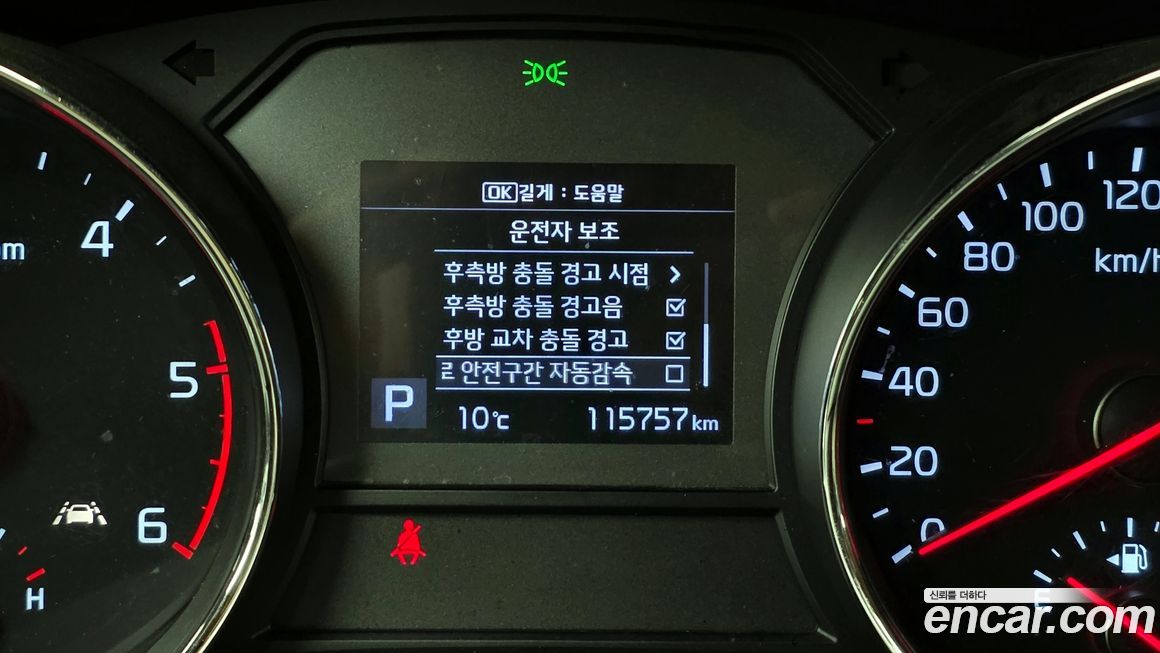 OK 길게 : 도움말
운전자 보조
후측방 충돌 경고 시점
후측방 충돌 경고음
후방 교차 충돌 경고
안전구간 자동감속
P
10℃
115757 km
4
5
6
H
120
100
80
60
40
20
0
km/h
E
신뢰를 더하다
encar.com